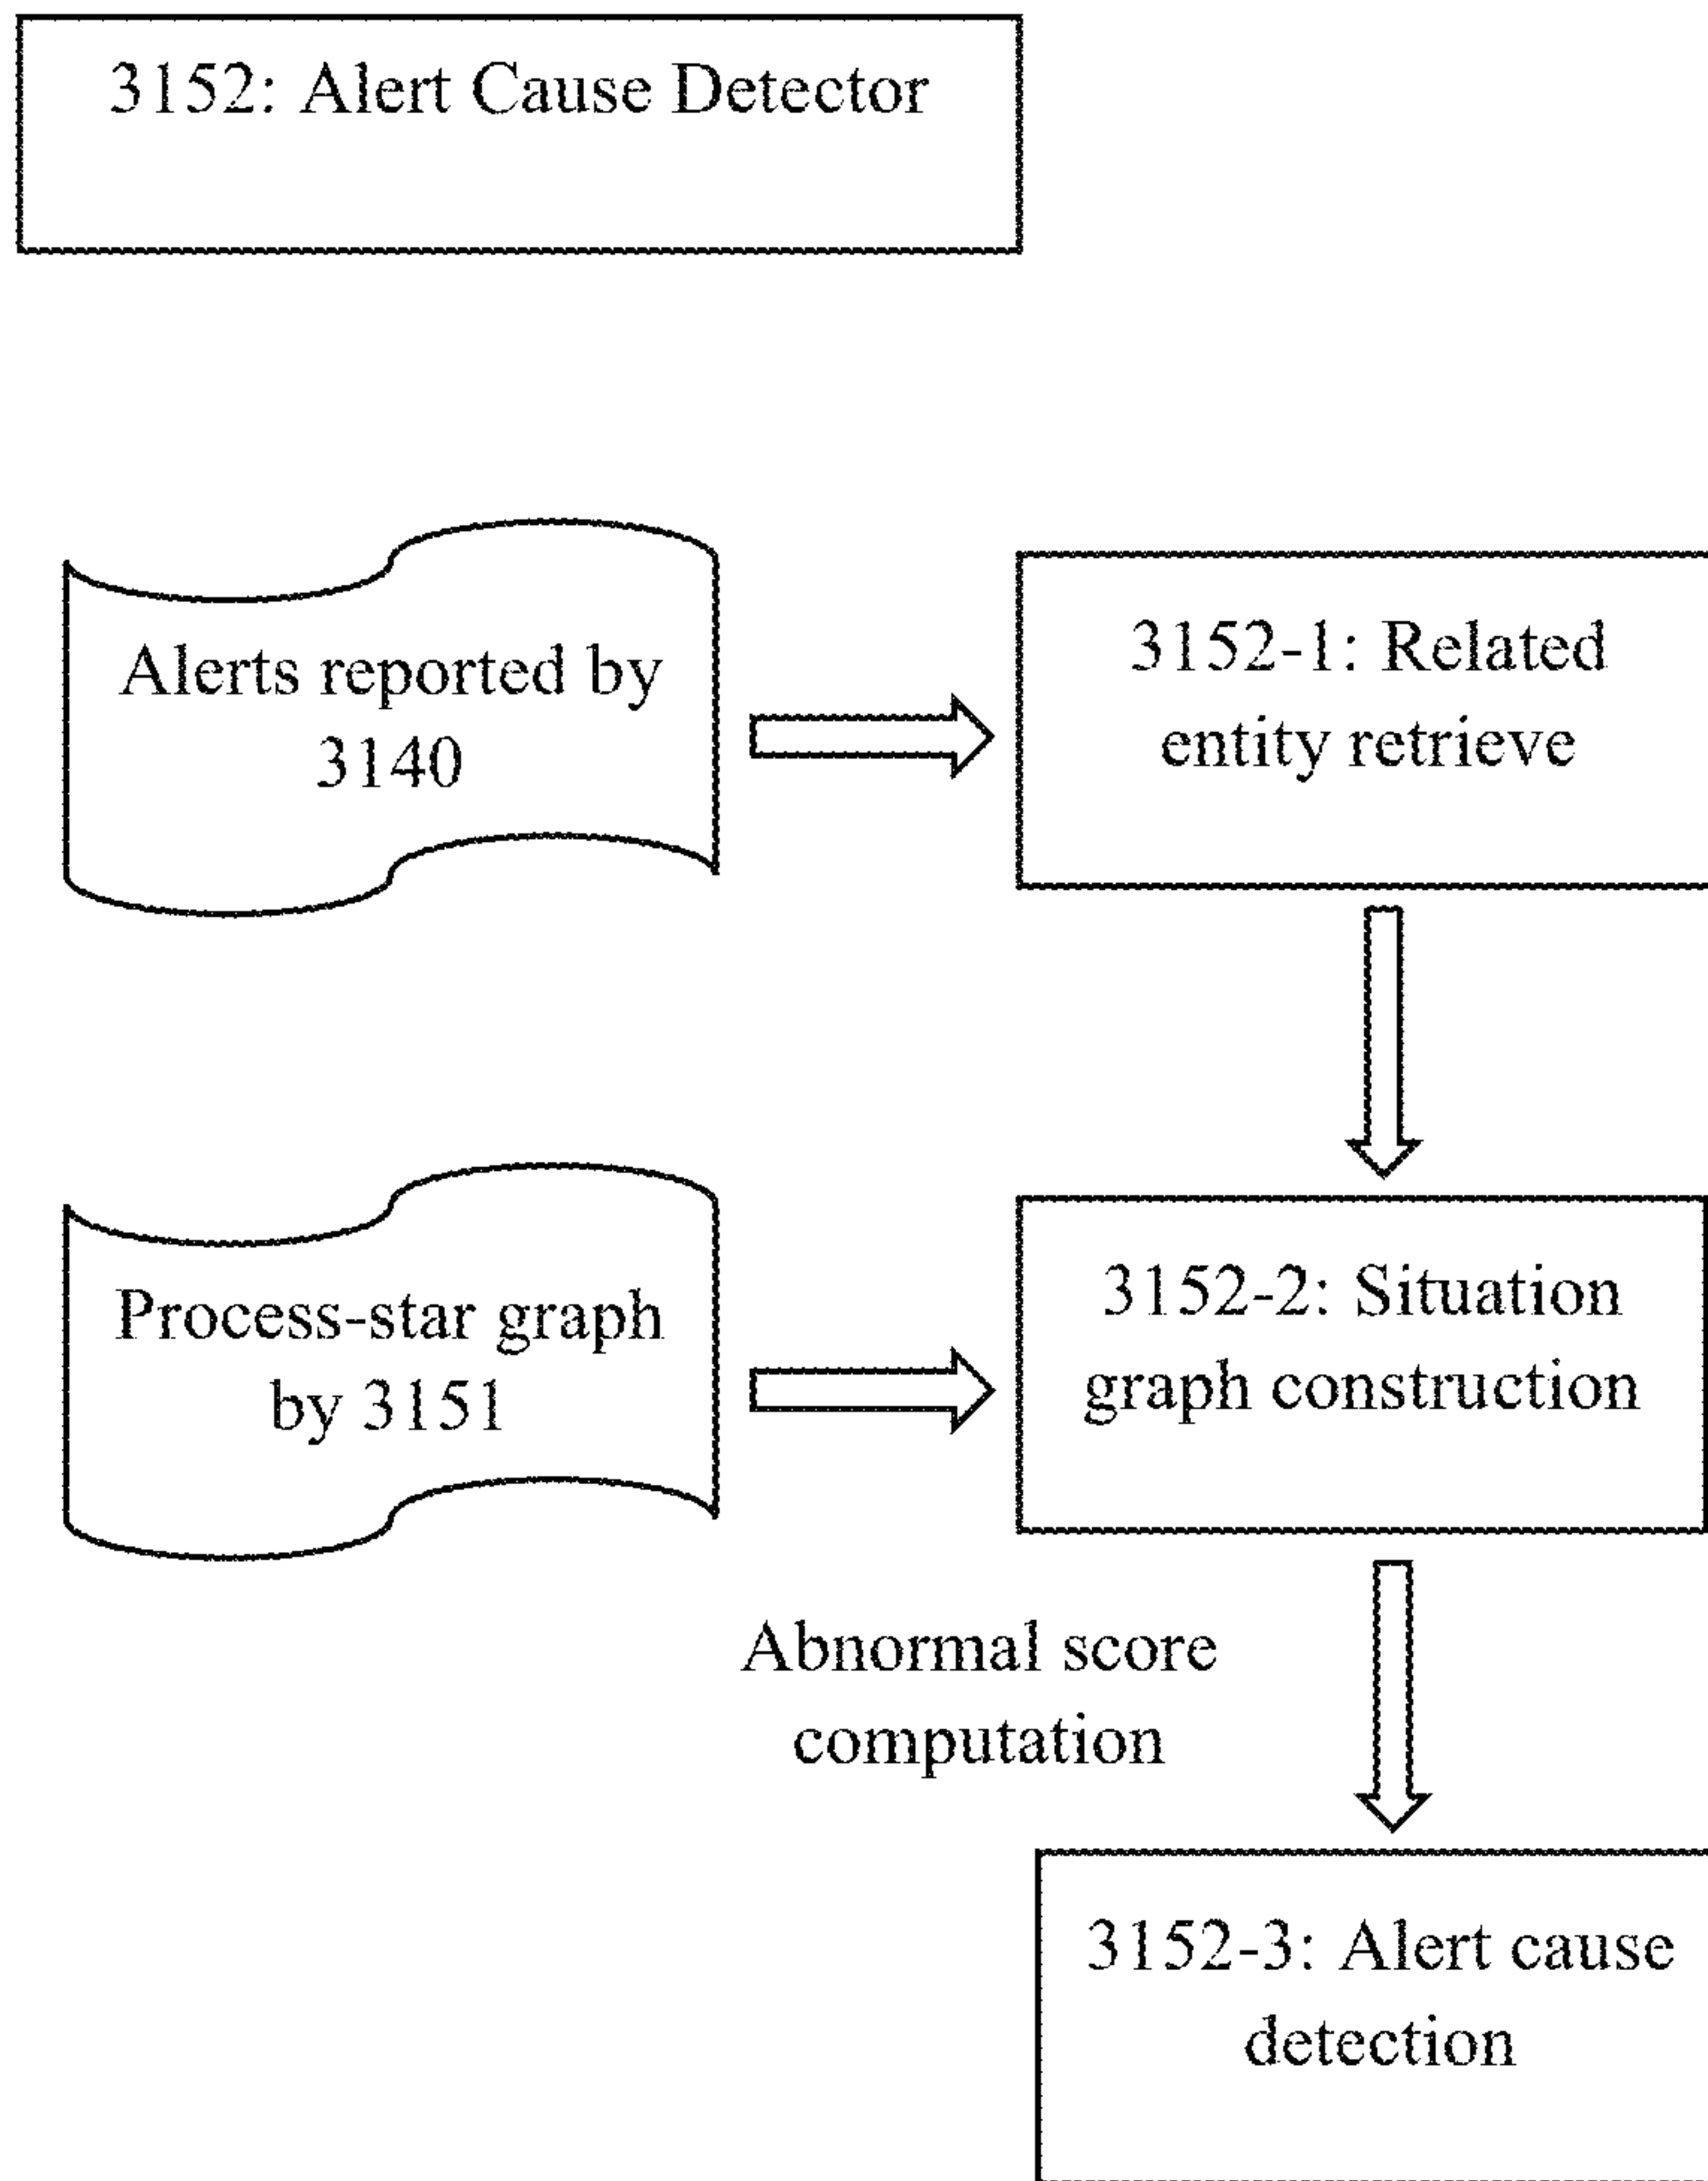 3152: Alert Cause Detector
Alerts reported by
3140
3152-1: Related
entity retrieve
Process-star graph
by 3151
3152-2: Situation
graph construction
Abnormal score
computation
3152-3: Alert cause
detection